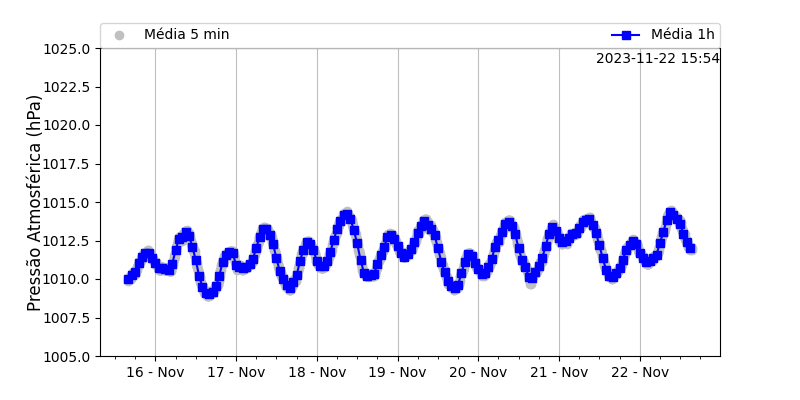 Média 5 min
Média 1h
2023-11-22 15:54
Pressão Atmosférica (hPa)
1025.0
1022.5
1020.0
1017.5
1015.0
1012.5
1010.0
1007.5
1005.0
16 - Nov
17 - Nov
18 - Nov
19 - Nov
20 - Nov
21 - Nov
22 - Nov